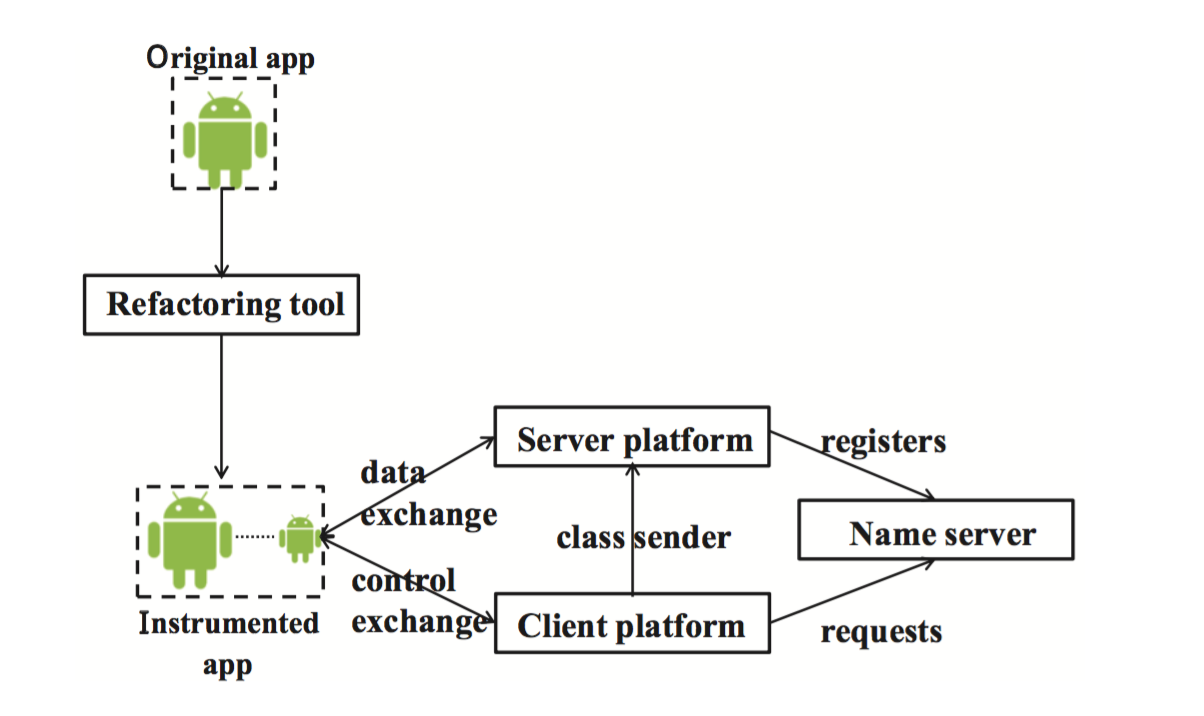 Original app
Refactoring tool
Server platform
registers
data
exchange
class sender
Name server
control
exchange
Client platform
requests
Instrumented
app